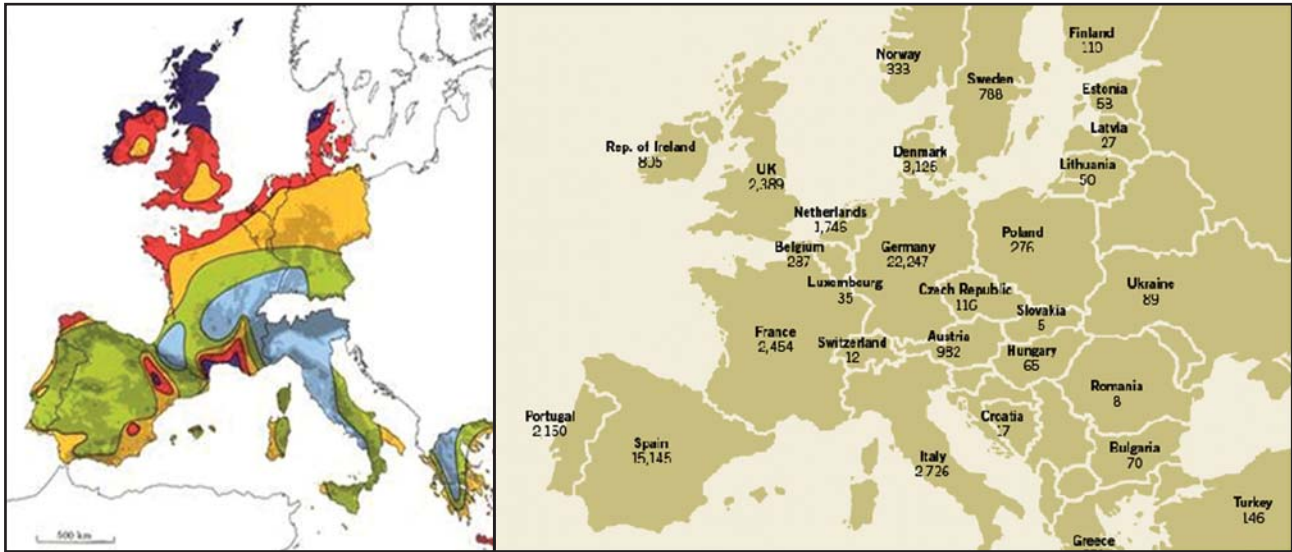 500 km
Finland
110
Norway
333
Sweden
788
Estonia
58
Latvia
27
Rep. of Ireland
805
Denmark
3,125
Lithuania
50
UK
2,389
Netherlands
1,746
Poland
276
Belgium
287
Germany
22,247
Luxembourg
35
Czech Republic
116
Ukraine
89
Slovakia
5
France
2,454
Switzerland
12
Austria
982
Hungary
65
Romania
8
Portugal
2,150
Croatia
17
Spain
15,145
Italy
2,726
Bulgaria
70
Turkey
146
Greece